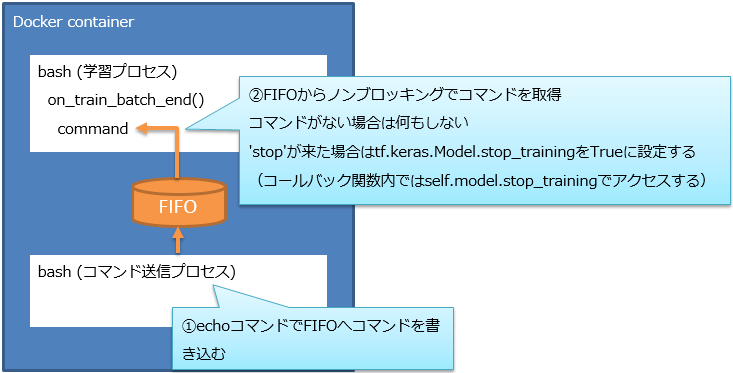 Docker container
bash (学習プロセス)
on_train_batch_end()
command
②FIFOからノンブロッキングでコマンドを取得
コマンドがない場合は何もしない
'stop'が来た場合はtf.keras.Model.stop_trainingをTrueに設定する
（コールバック関数内ではself.model.stop_trainingでアクセスする）
FIFO
bash (コマンド送信プロセス)
①echoコマンドでFIFOへコマンドを書
き込む